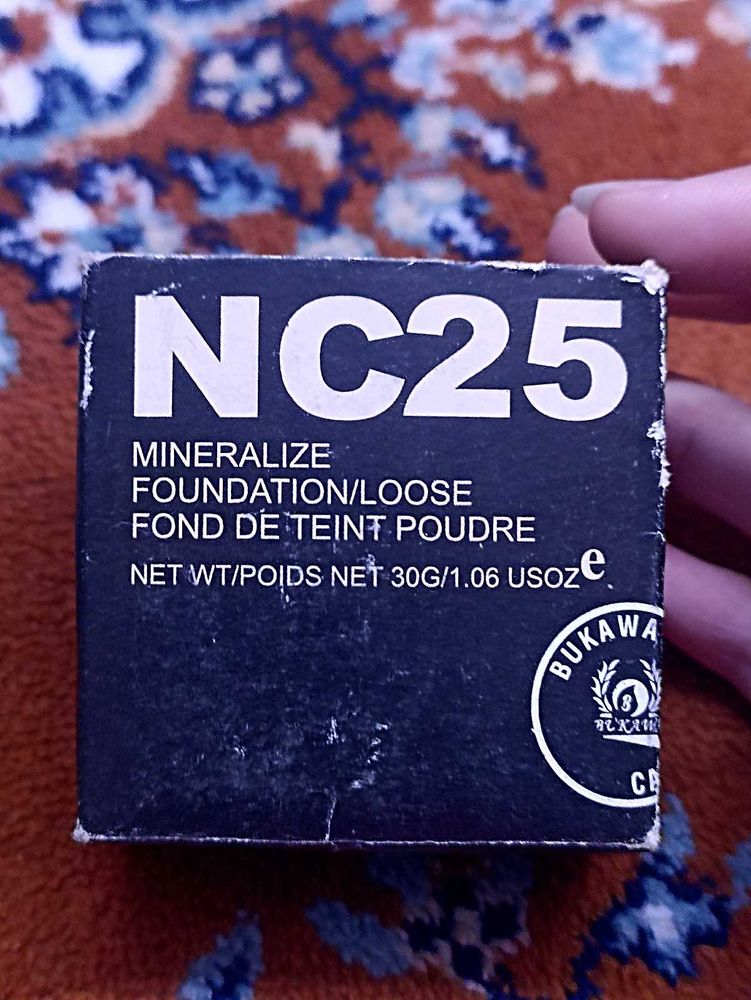 NC25
MINERALIZE
FOUNDATION/LOOSE
FOND DE TEINT POUDRE
NET WT/POIDS NET 30G/1.06 USOZ e
BUKAWA